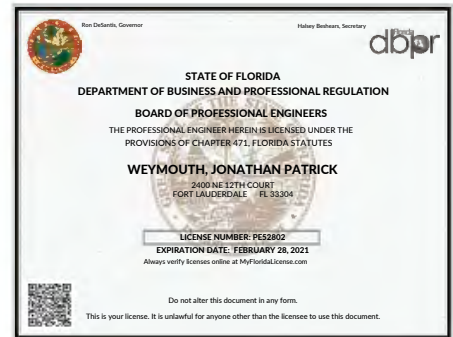 Ron DeSantis, Governor
Halsey Beshears, Secretary
Florida
dbpr
STATE OF FLORIDA
DEPARTMENT OF BUSINESS AND PROFESSIONAL REGULATION
BOARD OF PROFESSIONAL ENGINEERS
THE PROFESSIONAL ENGINEER HEREIN IS LICENSED UNDER THE
PROVISIONS OF CHAPTER 471, FLORIDA STATUTES
WEYMOUTH, JONATHAN PATRICK
2400 NE 12TH COURT
FORT LAUDERDALE FL 33304
LICENSE NUMBER: PE52802
EXPIRATION DATE: FEBRUARY 28, 2021
Always verify licenses online at MyFloridaLicense.com
Do not alter this document in any form.
This is your license. It is unlawful for anyone other than the licensee to use this document.